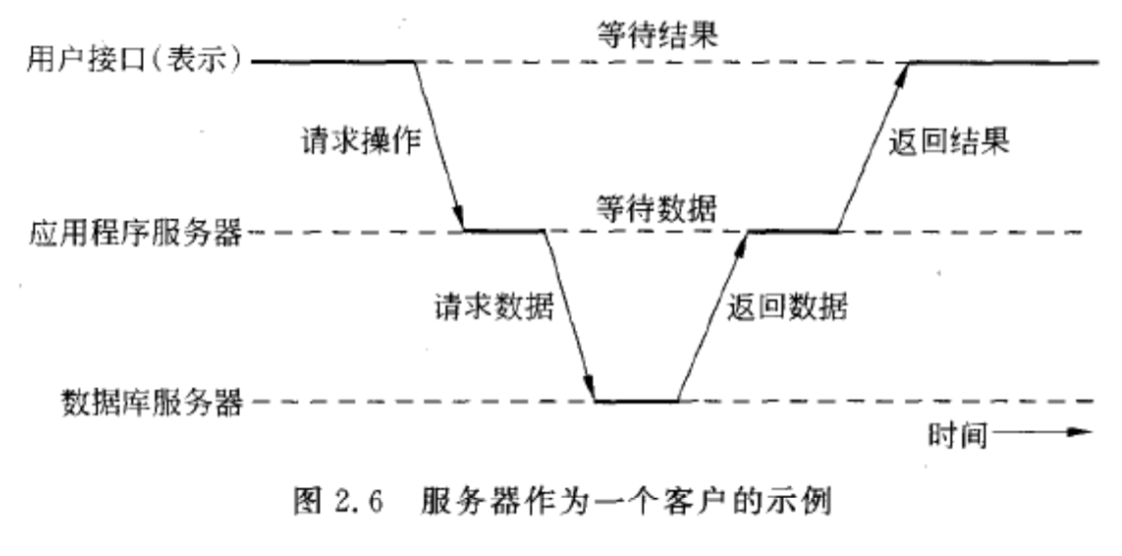 等待结果
用户接口(表示)
请求操作
返回结果
等待数据
应用程序服务器
请求数据
返回数据
数据库服务器
时间
图 2.6 服务器作为一个客户的示例